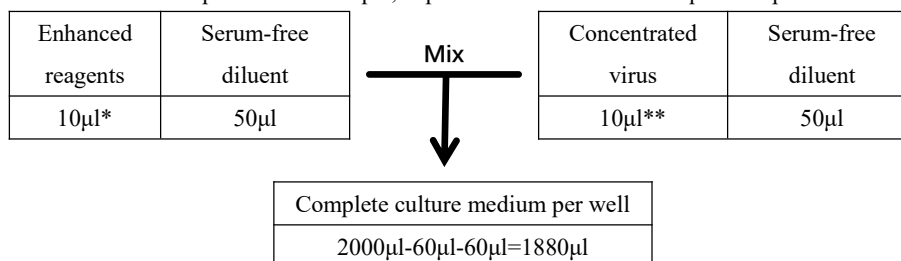 Enhanced reagents
Serum-free diluent
10μl*
50μl
Mix
Concentrated virus
Serum-free diluent
10μl**
50μl
Complete culture medium per well
2000μl-60μl-60μl=1880μl